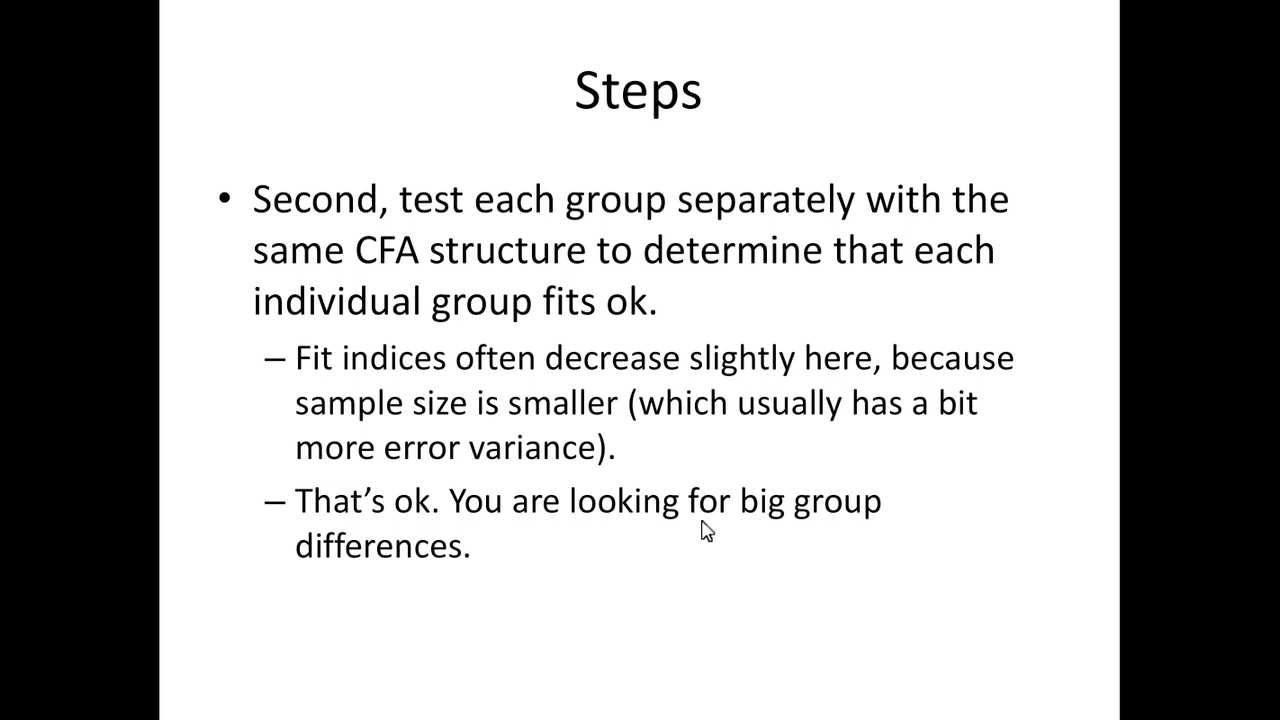 Steps
• Second, test each group separately with the
same CFA structure to determine that each
individual group fits ok.
– Fit indices often decrease slightly here, because
sample size is smaller (which usually has a bit
more error variance).
– That’s ok. You are looking for big group
differences.